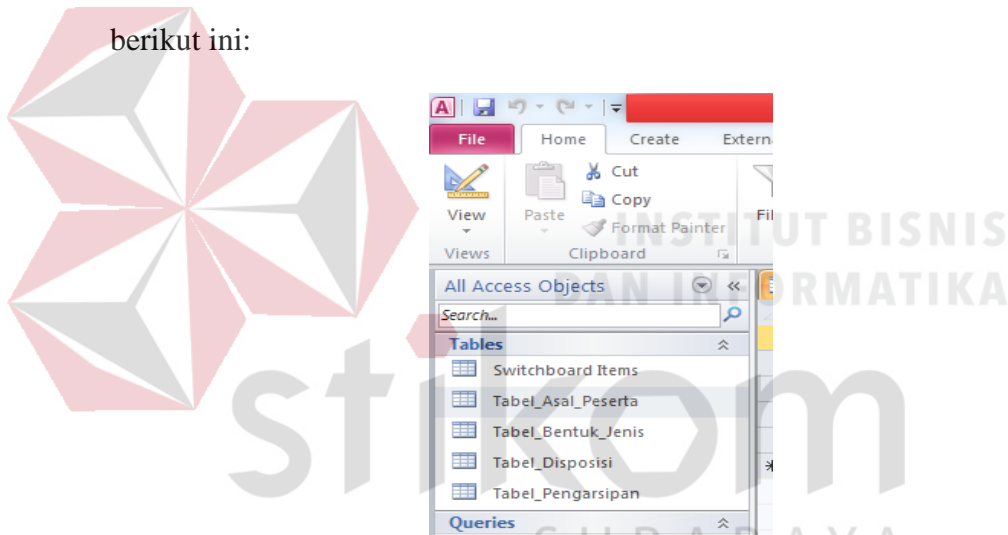 berikut ini:
A
File Home Create Extern
Cut
Copy
View Paste Format Painter Fil
Views Clipboard
INSTITUT BISNIS
DAN INFORMATIKA
All Access Objects
Search...
Tables
Switchboard Items
Tabel_Asal_Peserta
Tabel_Bentuk_Jenis
Tabel_Disposisi
Tabel_Pengarsipan
Queries
stikom
SURABAYA